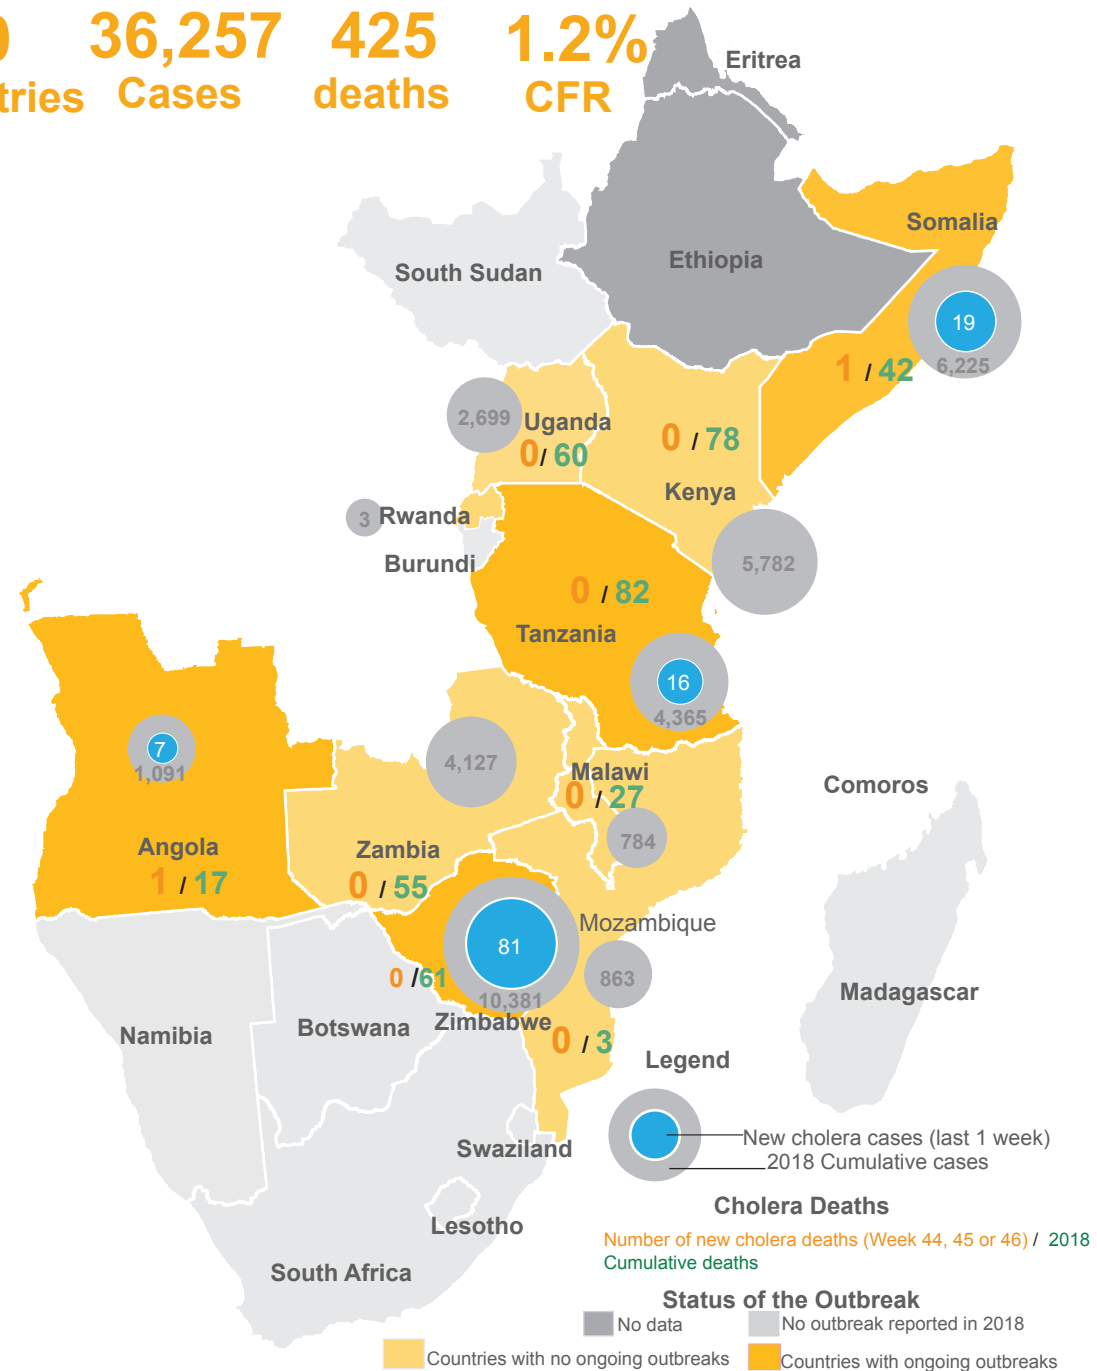 36,257 425 1.2%
Cases deaths CFR
Eritrea
Somalia
Ethiopia
South Sudan
19
6,225
1 / 42
2,699
Uganda
0/ 60
0 / 78
Kenya
3 Rwanda
Burundi
5,782
0 / 82
Tanzania
16
4,365
7
1,091
4,127
Malawi
0 / 27
784
Comoros
Angola
1 / 17
Zambia
0 / 55
Mozambique
81
10,381
0 /61
863
Madagascar
Namibia
Botswana
Zimbabwe
0 / 3
Legend
New cholera cases (last 1 week)
2018 Cumulative cases
Swaziland
Lesotho
South Africa
Cholera Deaths
Number of new cholera deaths (Week 44, 45 or 46) / 2018
Cumulative deaths
Status of the Outbreak
No data
No outbreak reported in 2018
Countries with no ongoing outbreaks
Countries with ongoing outbreaks